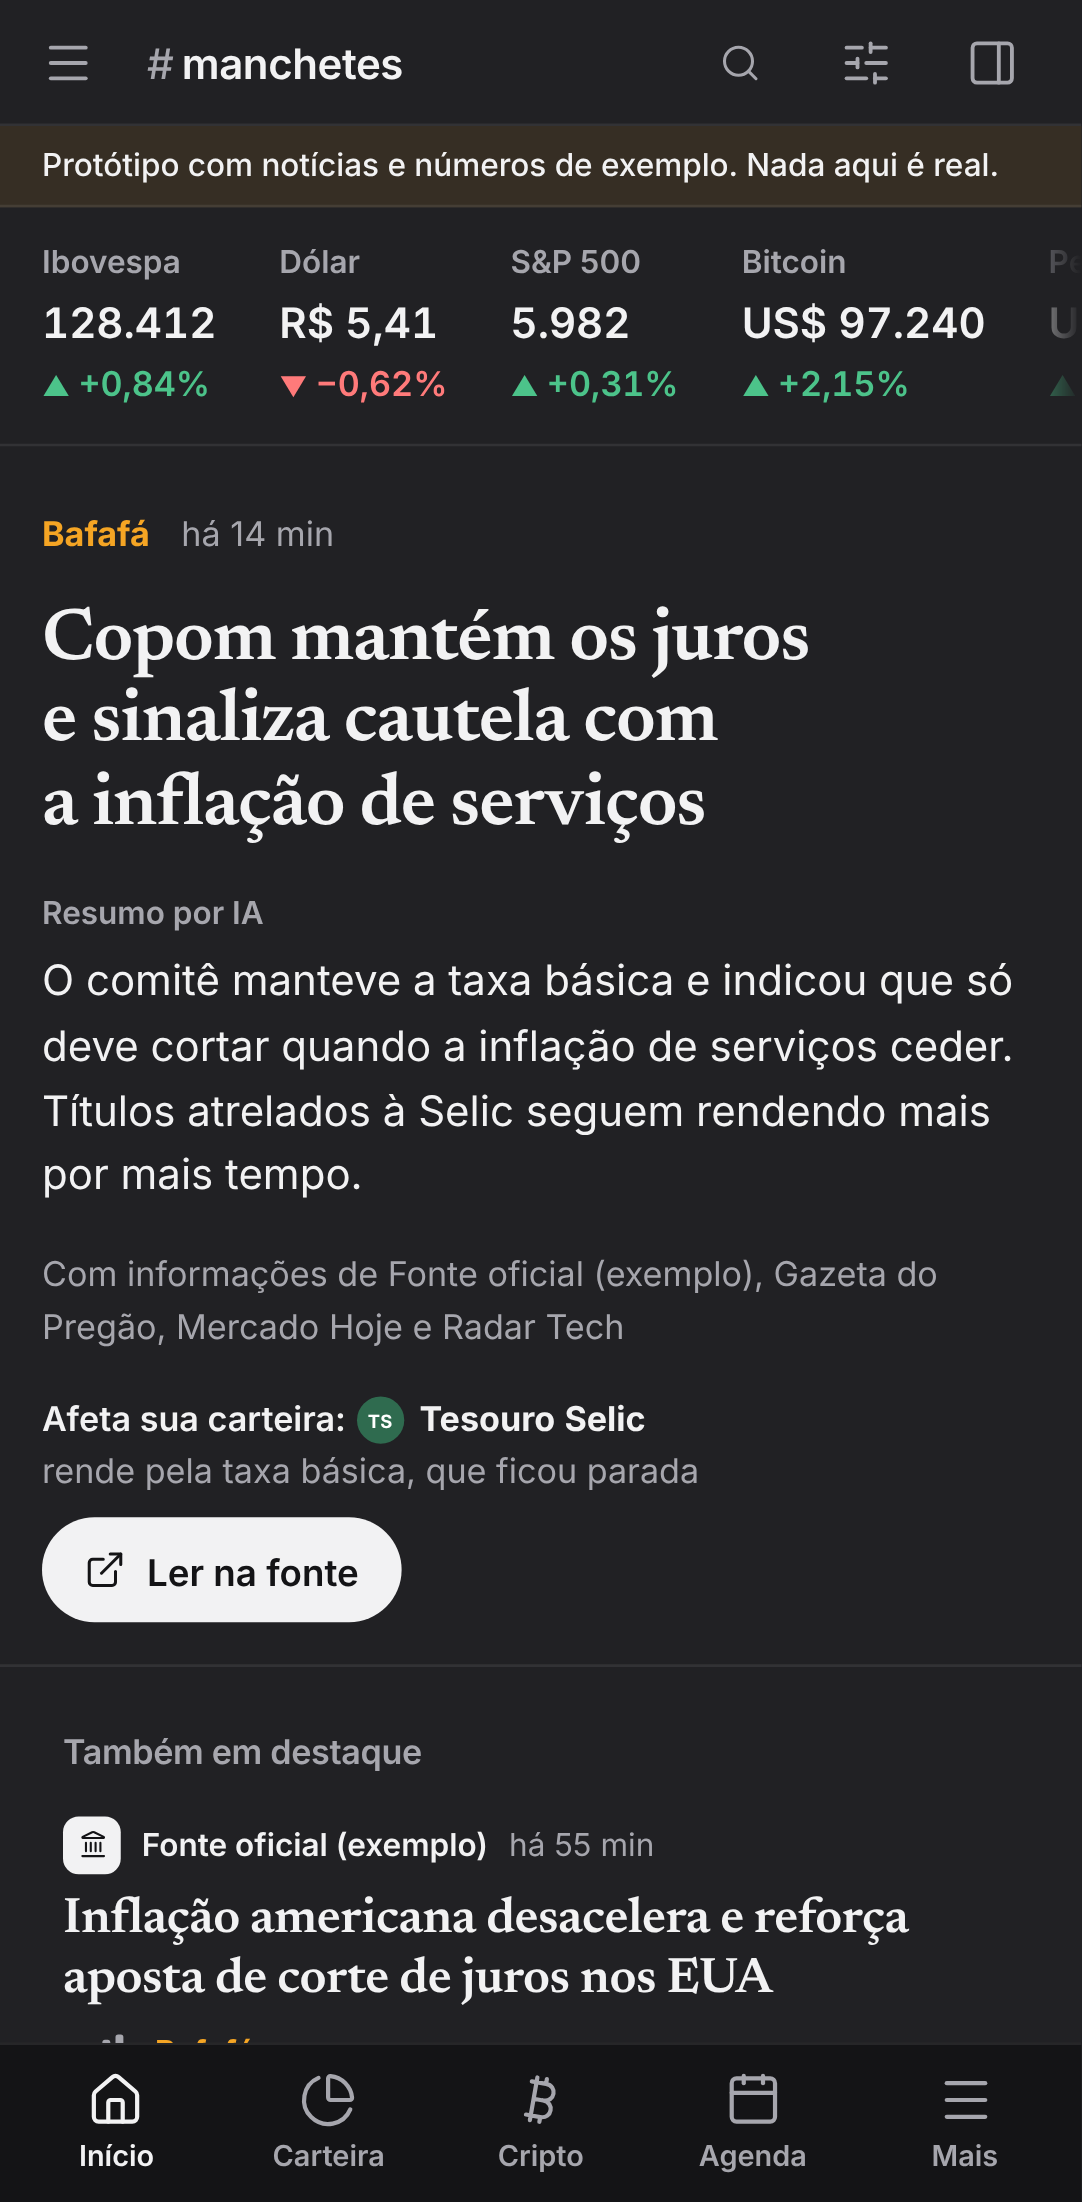 # manchetes
Protótipo com notícias e números de exemplo. Nada aqui é real.
Ibovespa Dólar S&P 500 Bitcoin
128.412 R$ 5,41 5.982 US$ 97.240
▲ +0,84% ▼ −0,62% ▲ +0,31% ▲ +2,15%
Bafafá há 14 min
Copom mantém os juros
e sinaliza cautela com
a inflação de serviços
Resumo por IA
O comitê manteve a taxa básica e indicou que só
deve cortar quando a inflação de serviços ceder.
Títulos atrelados à Selic seguem rendendo mais
por mais tempo.
Com informações de Fonte oficial (exemplo), Gazeta do
Pregão, Mercado Hoje e Radar Tech
Afeta sua carteira: TS Tesouro Selic
rende pela taxa básica, que ficou parada
Ler na fonte
Também em destaque
Fonte oficial (exemplo) há 55 min
Inflação americana desacelera e reforça
aposta de corte de juros nos EUA
Início Carteira Cripto Agenda Mais